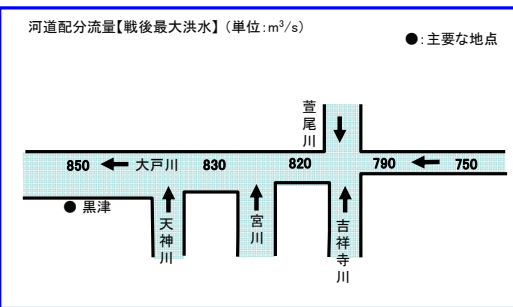 河道配分流量【戦後最大洪水】（単位:m³/s）
●:主要な地点
萱尾川
850 大戸川 830 820 790 750
●黒津
天神川
宮川
吉祥寺川